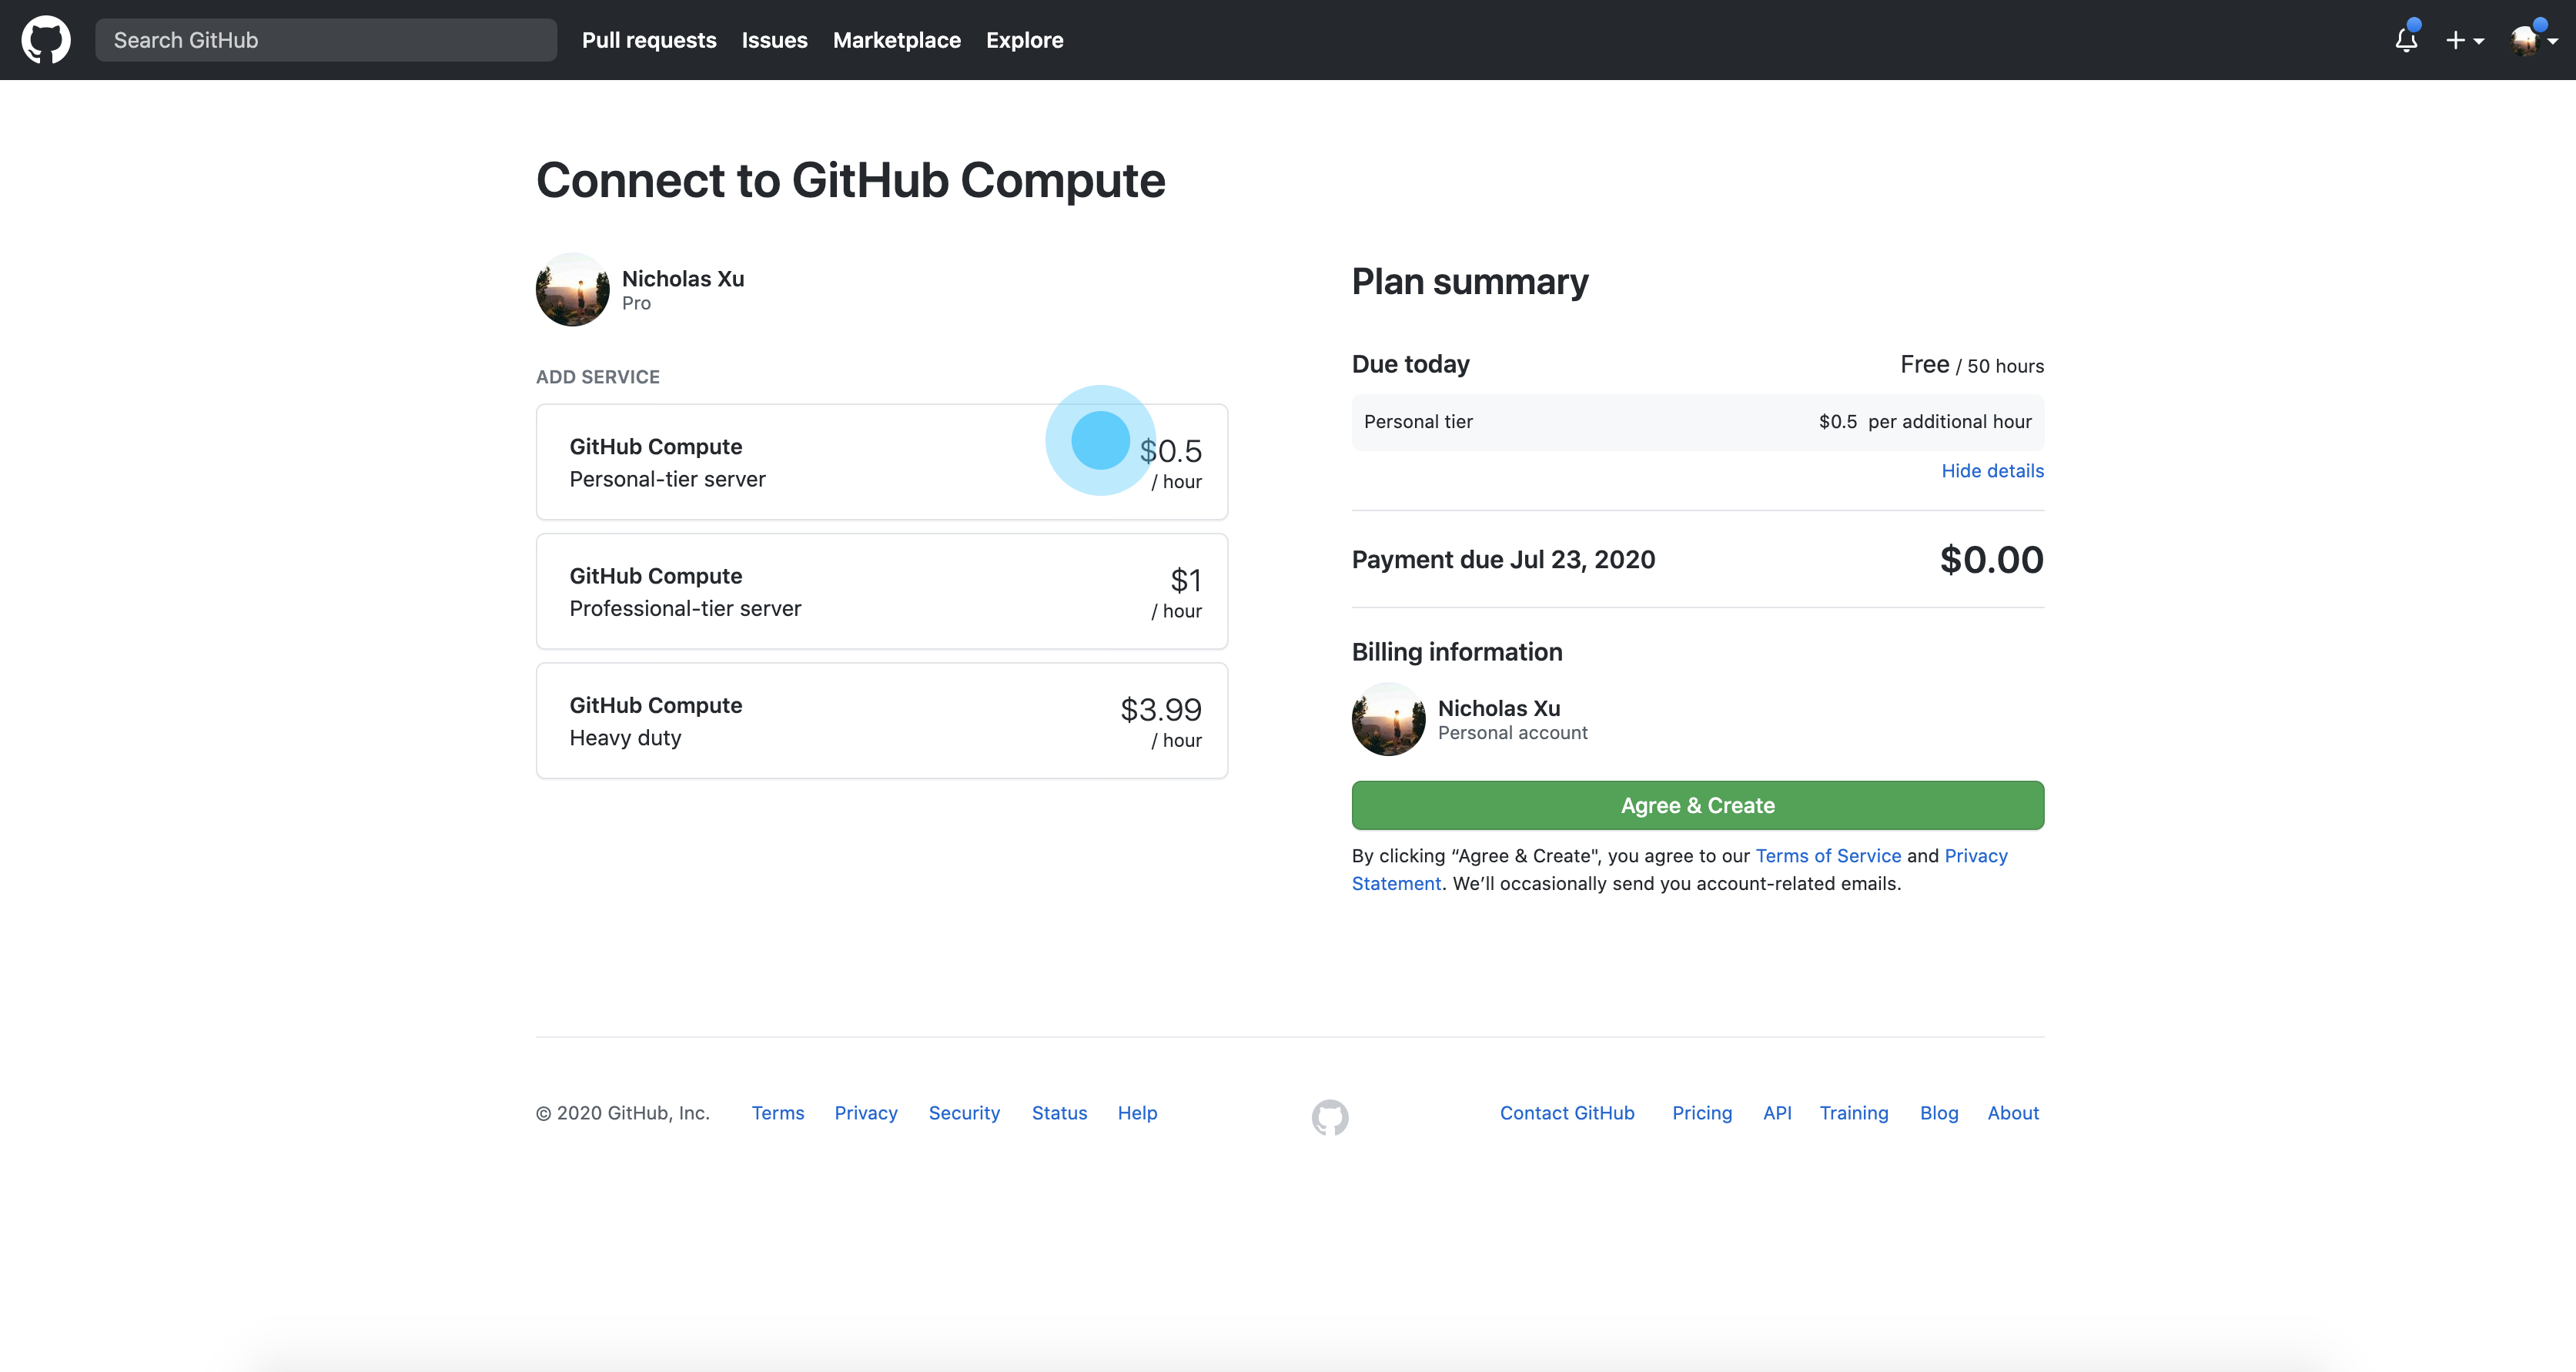 Search GitHub
Pull requests
Issues
Marketplace
Explore
Connect to GitHub Compute
Nicholas Xu
Pro
ADD SERVICE
GitHub Compute
Personal-tier server
$0.5
/ hour
GitHub Compute
Professional-tier server
$1
/ hour
GitHub Compute
Heavy duty
$3.99
/ hour
Plan summary
Due today
Free / 50 hours
Personal tier
$0.5 per additional hour
Hide details
Payment due Jul 23, 2020
$0.00
Billing information
Nicholas Xu
Personal account
Agree & Create
By clicking “Agree & Create", you agree to our Terms of Service and Privacy
Statement. We’ll occasionally send you account-related emails.
© 2020 GitHub, Inc.
Terms
Privacy
Security
Status
Help
Contact GitHub
Pricing
API
Training
Blog
About